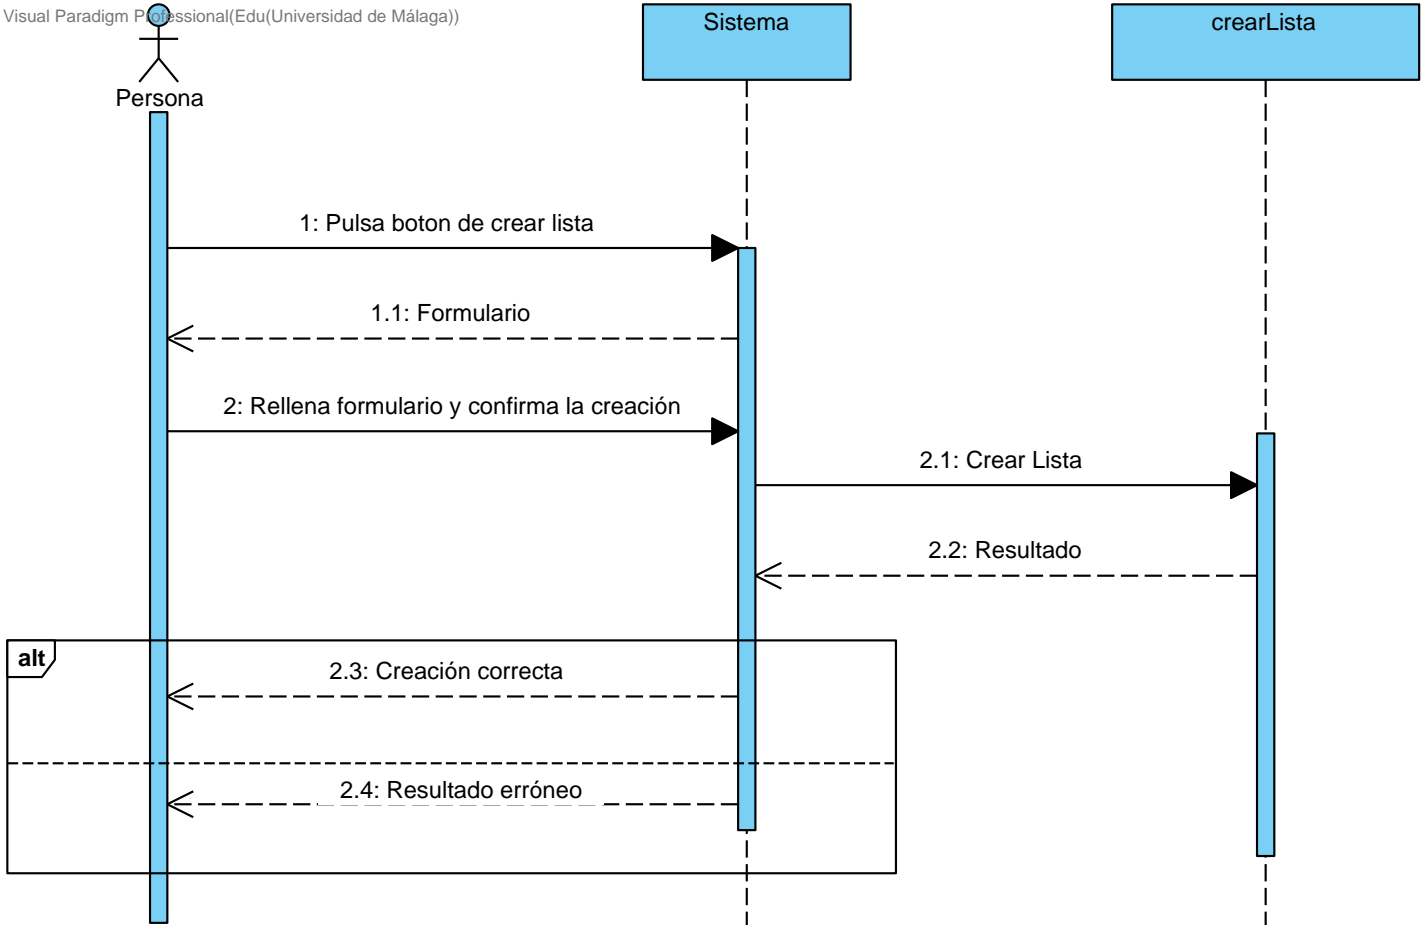 Visual Paradigm Professional(Edu(Universidad de Málaga))
Sistema
crearLista
Persona
1: Pulsa boton de crear lista
1.1: Formulario
2: Rellena formulario y confirma la creación
2.1: Crear Lista
2.2: Resultado
alt
2.3: Creación correcta
2.4: Resultado erróneo